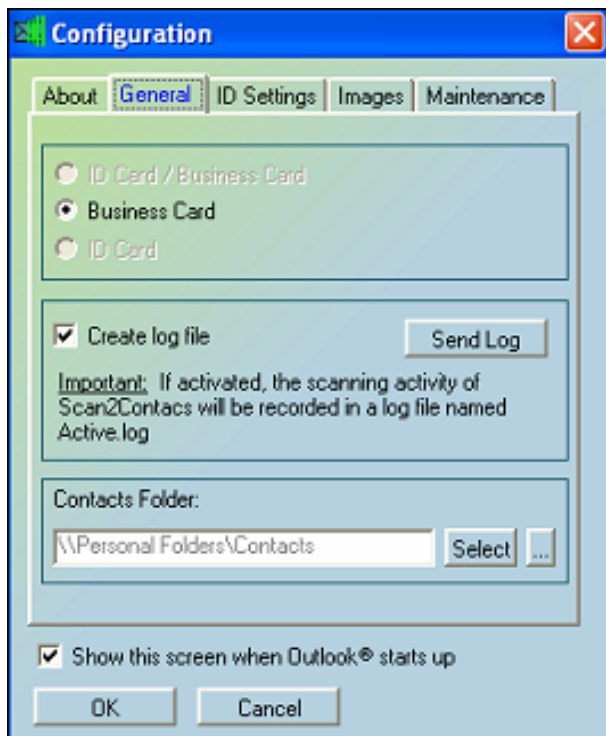 Configuration
About General ID Settings Images Maintenance
ID Card / Business Card
Business Card
ID Card
Create log file Send Log
Important: If activated, the scanning activity of
Scan2Contacs will be recorded in a log file named
Active.log
Contacts Folder:
\\Personal Folders\Contacts Select ...
Show this screen when Outlook® starts up
OK Cancel